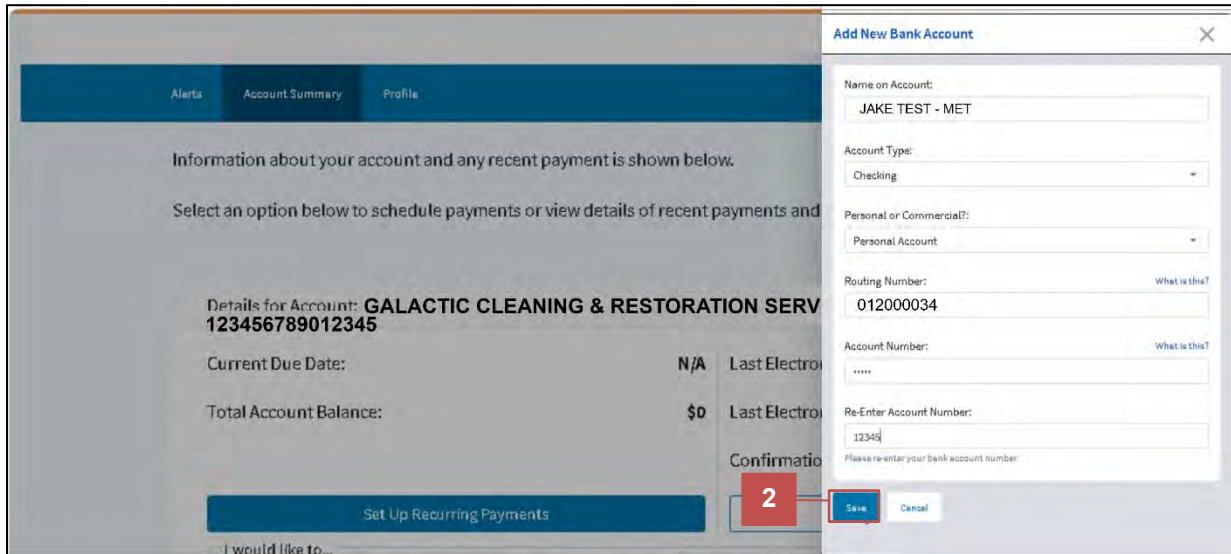 Alerts Account Summary Profile
Information about your account and any recent payment is shown below.
Select an option below to schedule payments or view details of recent payments and
Details for Account: GALACTIC CLEANING & RESTORATION SERV
123456789012345
Current Due Date: N/A Last Electro
Total Account Balance: $0 Last Electro
Confirmatio
Set Up Recurring Payments
I would like to...
Add New Bank Account
Name on Account:
JAKE TEST - MET
Account Type:
Checking
Personal or Commercial?:
Personal Account
Routing Number: What is this?
012000034
Account Number: What is this?
•••••
Re-Enter Account Number:
12345
Please re-enter your bank account number
2
Save Cancel